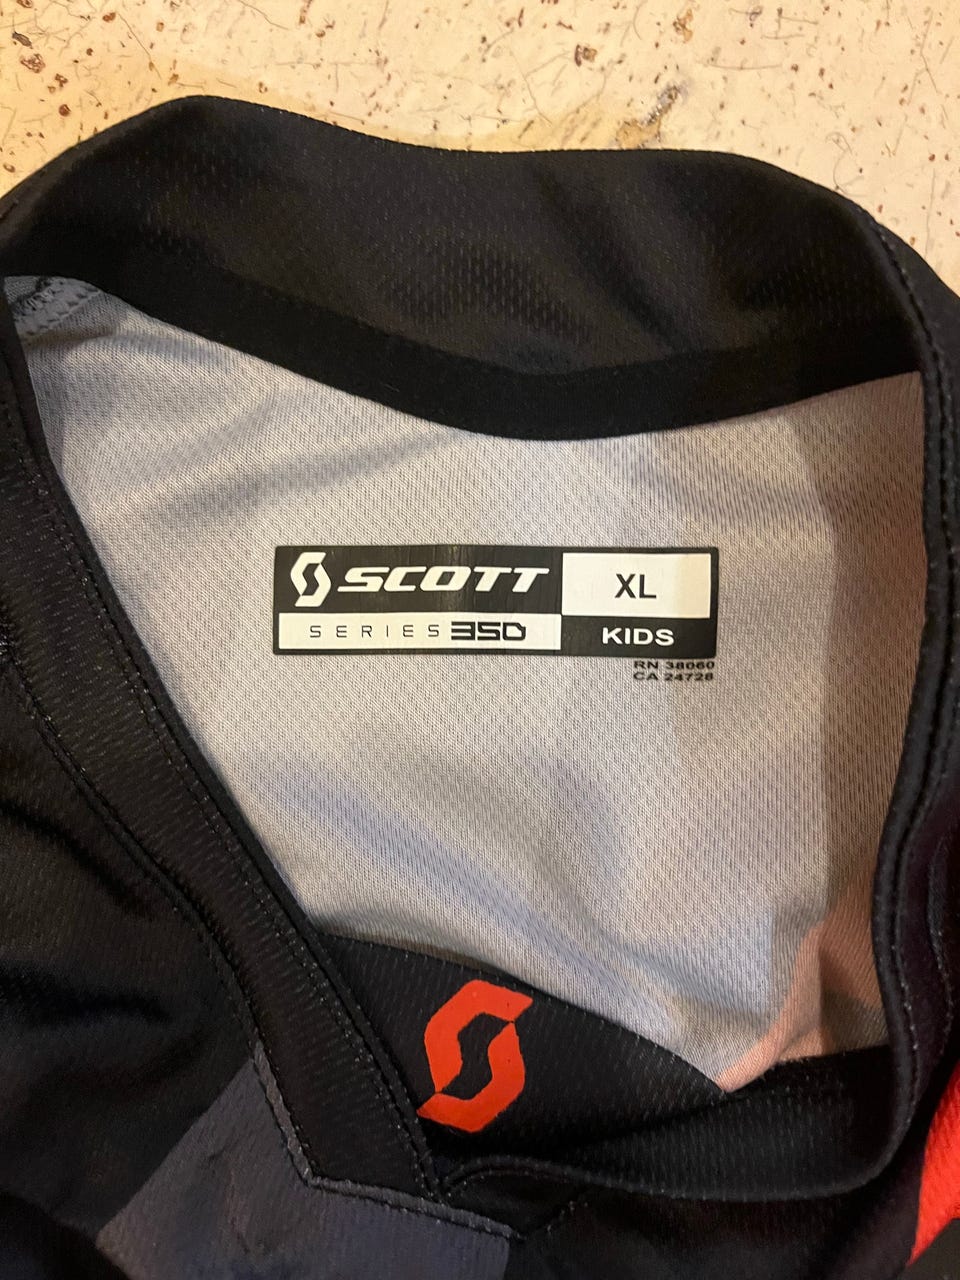 SCOTT
XL
SERIES 350
KIDS
RN 38060
CA 24728